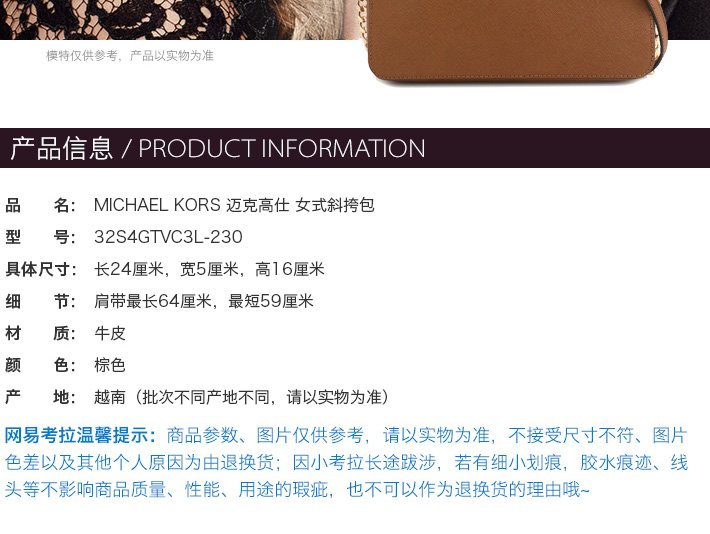 模特仅供参考，产品以实物为准
产品信息 / PRODUCT INFORMATION
品 名： MICHAEL KORS 迈克高仕 女式斜挎包
型 号： 32S4GTVC3L-230
具体尺寸： 长24厘米，宽5厘米，高16厘米
细 节： 肩带最长64厘米，最短59厘米
材 质： 牛皮
颜 色： 棕色
产 地： 越南（批次不同产地不同，请以实物为准）
网易考拉温馨提示：商品参数、图片仅供参考，请以实物为准，不接受尺寸不符、图片
色差以及其他个人原因为由退换货；因小考拉长途跋涉，若有细小划痕，胶水痕迹、线
头等不影响商品质量、性能、用途的瑕疵，也不可以作为退换货的理由哦~